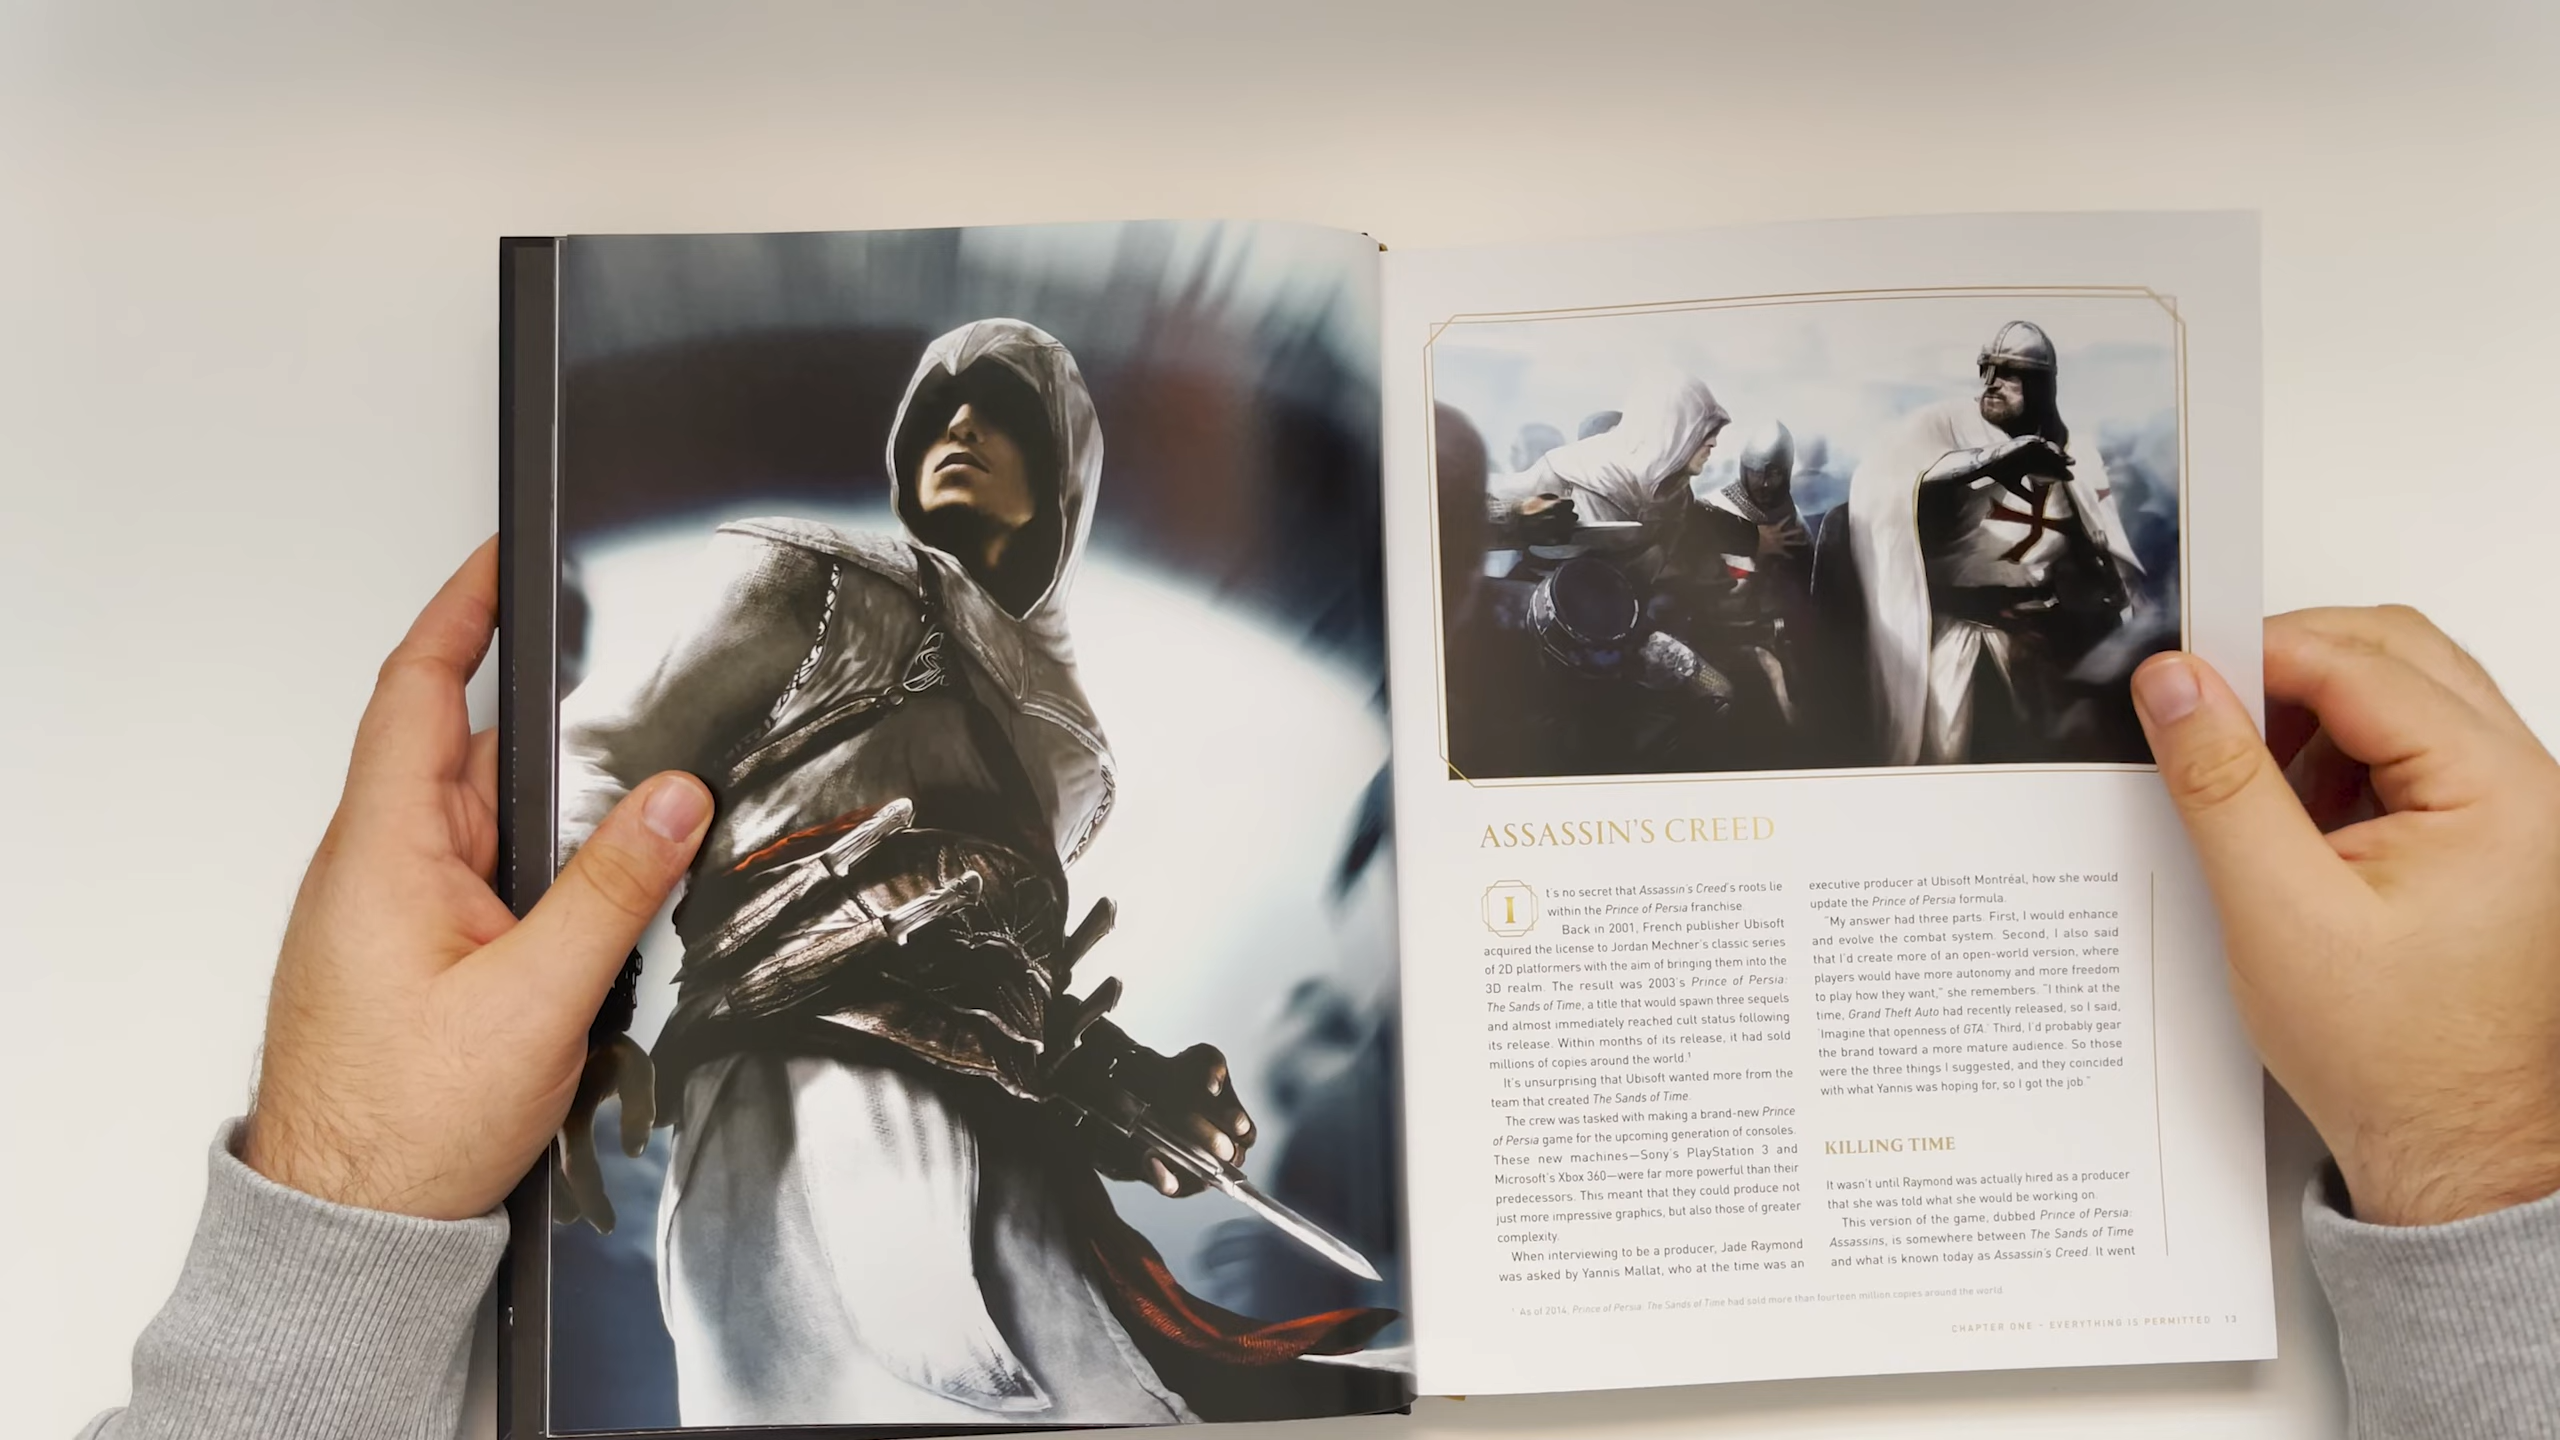 ASSASSIN'S CREED
It's no secret that Assassin's Creed's roots lie
within the Prince of Persia franchise.
Back in 2001, French publisher Ubisoft
acquired the license to Jordan Mechner's classic series
of 2D platformers with the aim of bringing them into the
3D realm. The result was 2003's Prince of Persia:
The Sands of Time, a title that would spawn three sequels
and almost immediately reached cult status following
its release. Within months of its release, it had sold
millions of copies around the world.¹
It's unsurprising that Ubisoft wanted more from the
team that created The Sands of Time.
The crew was tasked with making a brand-new Prince
of Persia game for the upcoming generation of consoles.
These new machines—Sony's PlayStation 3 and
Microsoft's Xbox 360—were far more powerful than their
predecessors. This meant that they could produce not
just more impressive graphics, but also those of greater
complexity.
When interviewing to be a producer, Jade Raymond
was asked by Yannis Mallat, who at the time was an
executive producer at Ubisoft Montréal, how she would
update the Prince of Persia formula.
"My answer had three parts. First, I would enhance
and evolve the combat system. Second, I also said
that I'd create more of an open-world version, where
players would have more autonomy and more freedom
to play how they want," she remembers. "I think at the
time, Grand Theft Auto had recently released, so I said,
'Imagine that openness of GTA.' Third, I'd probably gear
the brand toward a more mature audience. So those
were the three things I suggested, and they coincided
with what Yannis was hoping for, so I got the job."
KILLING TIME
It wasn't until Raymond was actually hired as a producer
that she was told what she would be working on.
This version of the game, dubbed Prince of Persia:
Assassins, is somewhere between The Sands of Time
and what is known today as Assassin's Creed. It went
¹ As of 2014, Prince of Persia: The Sands of Time had sold more than fourteen million copies around the world.
CHAPTER ONE – EVERYTHING IS PERMITTED 13